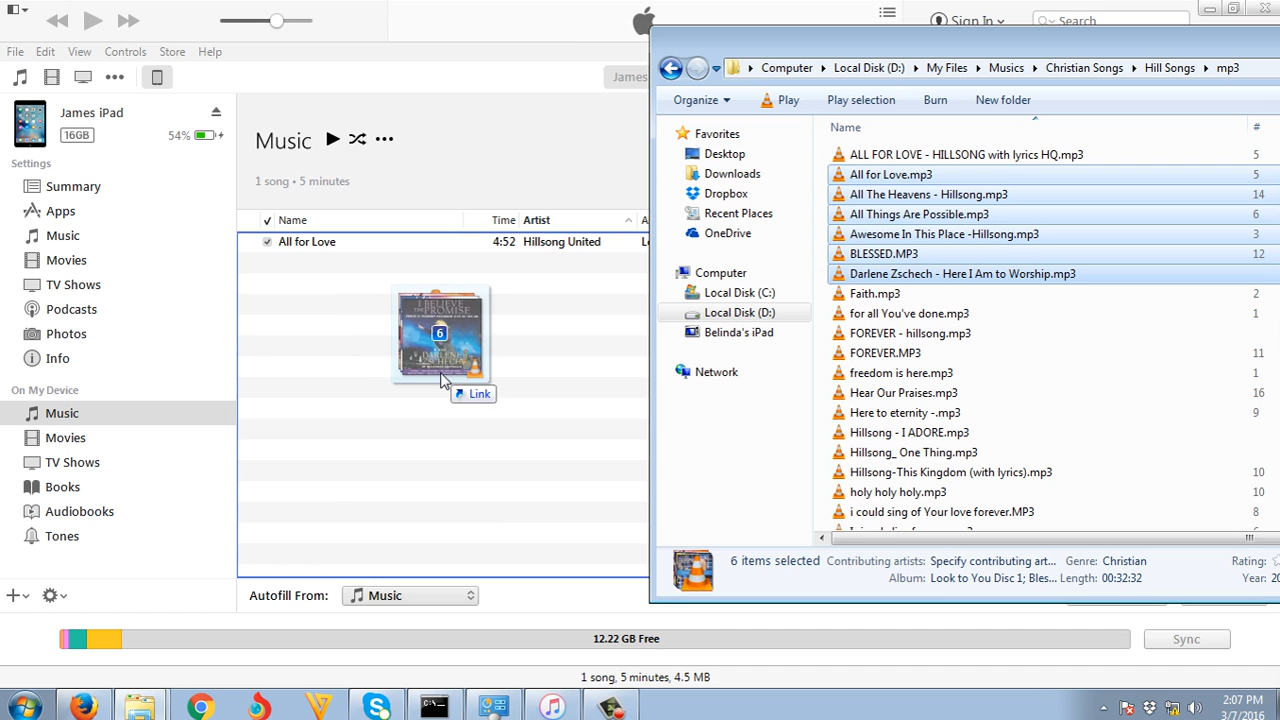 Sign In
Search
File Edit View Controls Store Help
James
James iPad
16GB 54%
Settings
Summary
Apps
Music
Movies
TV Shows
Podcasts
Photos
Info
On My Device
Music
Movies
TV Shows
Books
Audiobooks
Tones
Music
1 song • 5 minutes
Name Time Artist
All for Love 4:52 Hillsong United
I BELIEVE
THE PROMISE
6
DARLENE
ZSCHECH
Link
Autofill From: Music
12.22 GB Free
Sync
1 song, 5 minutes, 4.5 MB
Computer Local Disk (D:) My Files Musics Christian Songs Hill Songs mp3
Organize Play Play selection Burn New folder
Favorites
Desktop
Downloads
Dropbox
Recent Places
OneDrive
Computer
Local Disk (C:)
Local Disk (D:)
Belinda's iPad
Network
Name #
ALL FOR LOVE - HILLSONG with lyrics HQ.mp3 5
All for Love.mp3 5
All The Heavens - Hillsong.mp3 14
All Things Are Possible.mp3 6
Awesome In This Place -Hillsong.mp3 3
BLESSED.MP3 12
Darlene Zschech - Here I Am to Worship.mp3 6
Faith.mp3 2
for all You've done.mp3 1
FOREVER - hillsong.mp3
FOREVER.MP3 11
freedom is here.mp3 1
Hear Our Praises.mp3 16
Here to eternity -.mp3 9
Hillsong - I ADORE.mp3
Hillsong_ One Thing.mp3
Hillsong-This Kingdom (with lyrics).mp3 10
holy holy holy.mp3 10
i could sing of Your love forever.MP3 6
6 items selected Contributing artists: Specify contributing art... Genre: Christian Rating:
Album: Look to You Disc 1; Bles... Length: 00:32:32 Year: 20
2:07 PM
3/7/2016